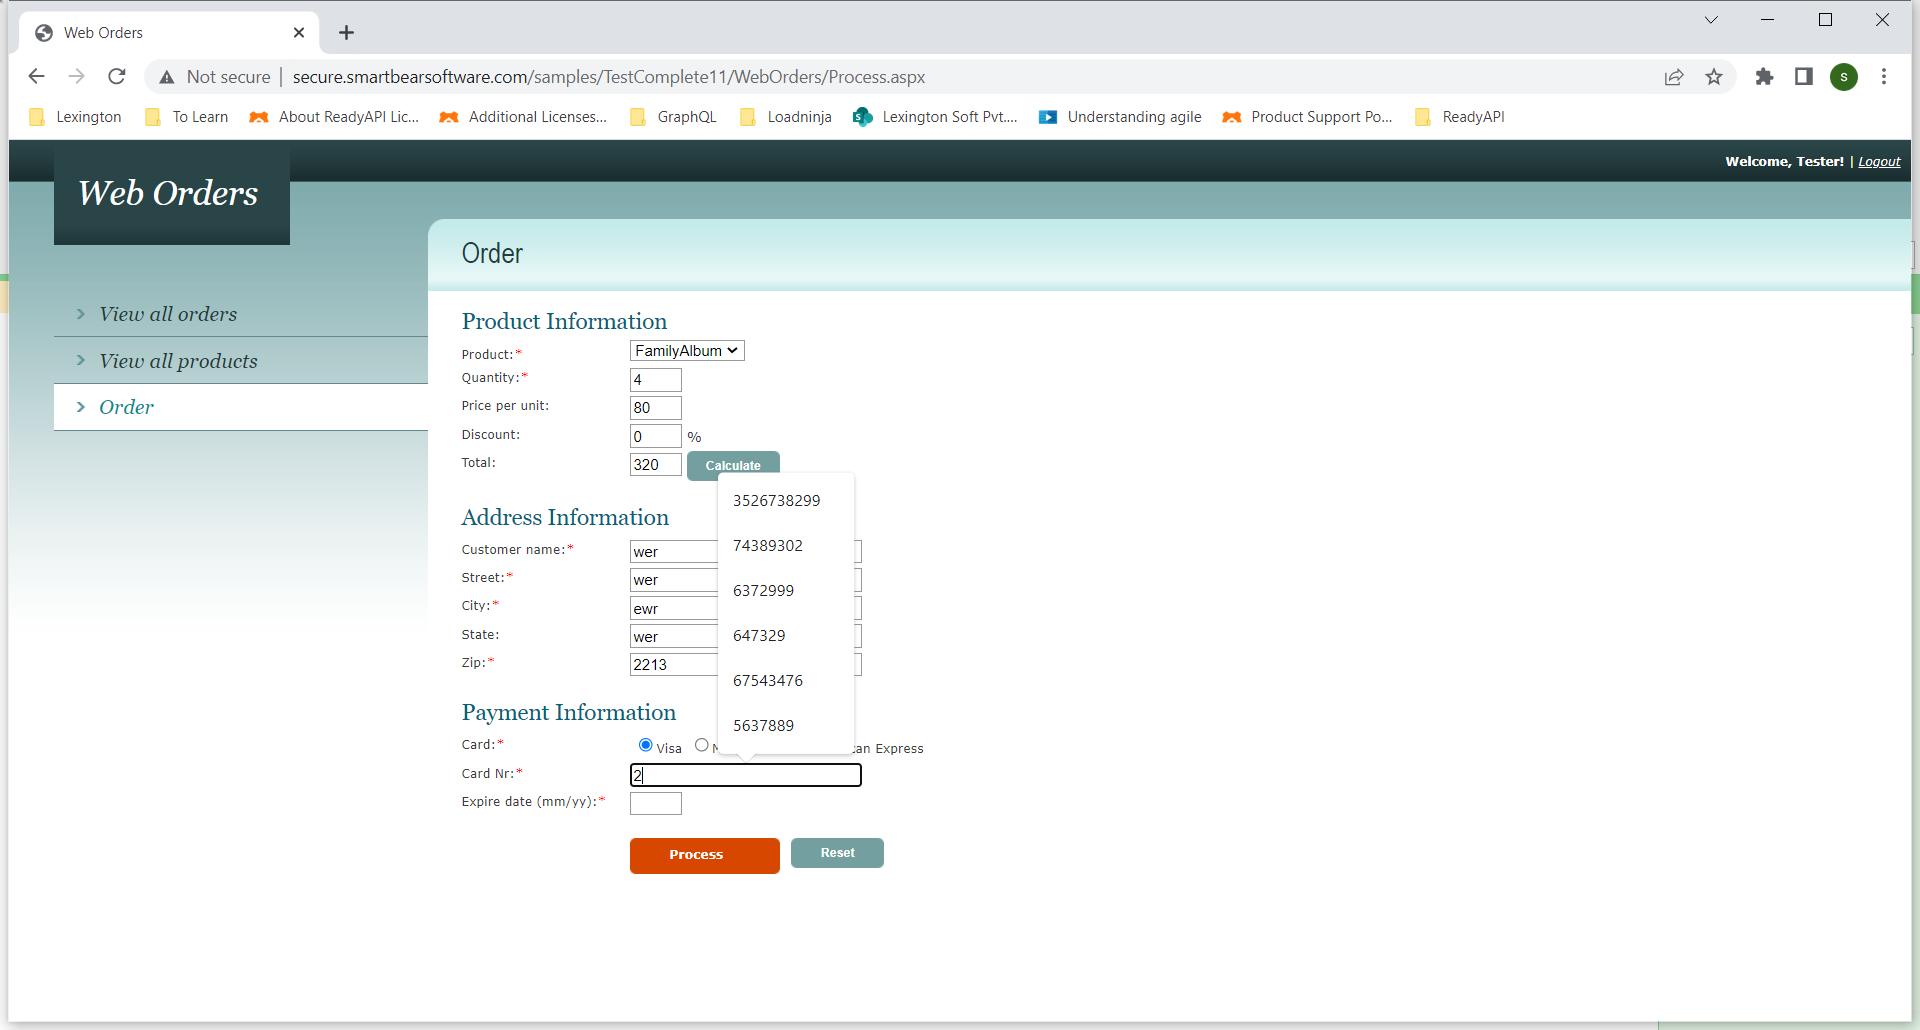 Web Orders
Not secure | secure.smartbearsoftware.com/samples/TestComplete11/WebOrders/Process.aspx
S
Lexington To Learn About ReadyAPI Lic... Additional Licenses... GraphQL Loadninja Lexington Soft Pvt.... Understanding agile Product Support Po... ReadyAPI
Welcome, Tester! | Logout
Web Orders
View all orders
View all products
Order
Order
Product Information
Product:* FamilyAlbum
Quantity:* 4
Price per unit: 80
Discount: 0 %
Total: 320 Calculate
Address Information
Customer name:* wer
Street:* wer
City:* ewr
State: wer
Zip:* 2213
3526738299
74389302
6372999
647329
67543476
5637889
Payment Information
Card:* Visa Express
Card Nr:* 2
Expire date (mm/yy):*
Process Reset